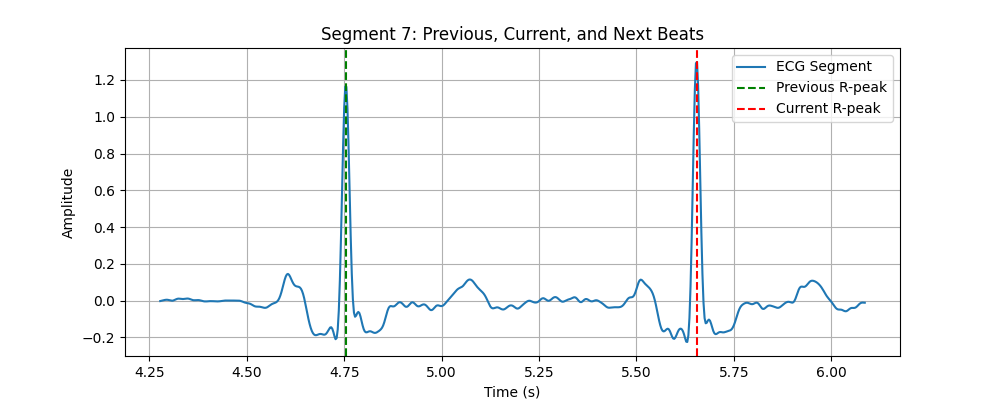 Segment 7: Previous, Current, and Next Beats
ECG Segment
Previous R-peak
Current R-peak
1.2
1.0
0.8
0.6
0.4
0.2
0.0
−0.2
Amplitude
4.25 4.50 4.75 5.00 5.25 5.50 5.75 6.00
Time (s)